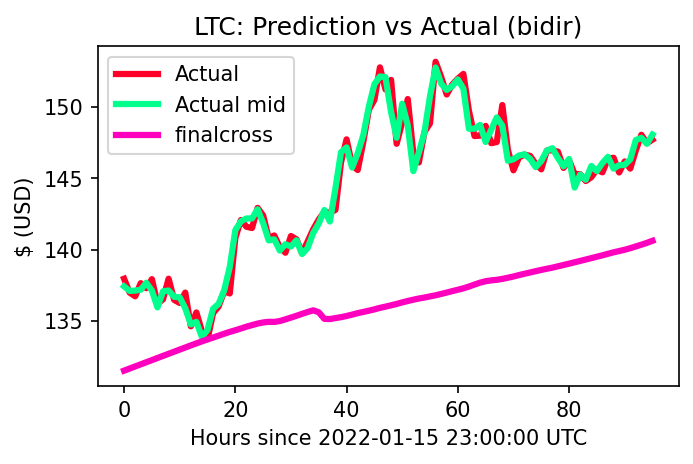 LTC: Prediction vs Actual (bidir)
Actual
Actual mid
finalcross
$ (USD)
150
145
140
135
0 20 40 60 80
Hours since 2022-01-15 23:00:00 UTC